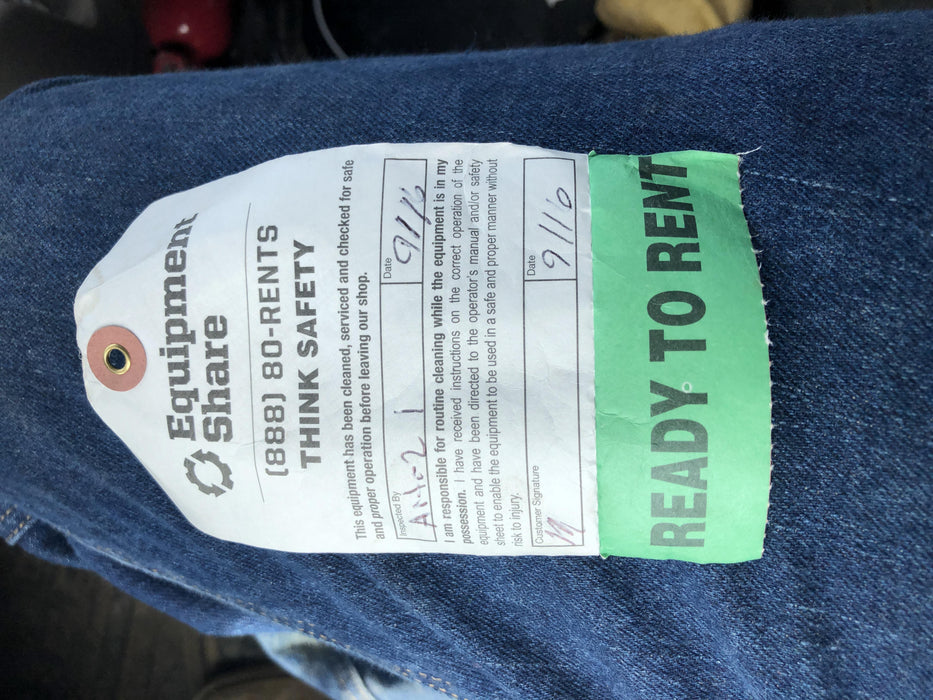 Equipment
Share
(888) 80-RENTS
THINK SAFETY
This equipment has been cleaned, serviced and checked for safe
and proper operation before leaving our shop.
Inspected By
Date
9/16
I am responsible for routine cleaning while the equipment is in my
possession. I have received instructions on the correct operation of the
equipment and have been directed to the operator's manual and/or safety
sheet to enable the equipment to be used in a safe and proper manner without
risk to injury.
Customer Signature
Date
9/16
READY TO RENT